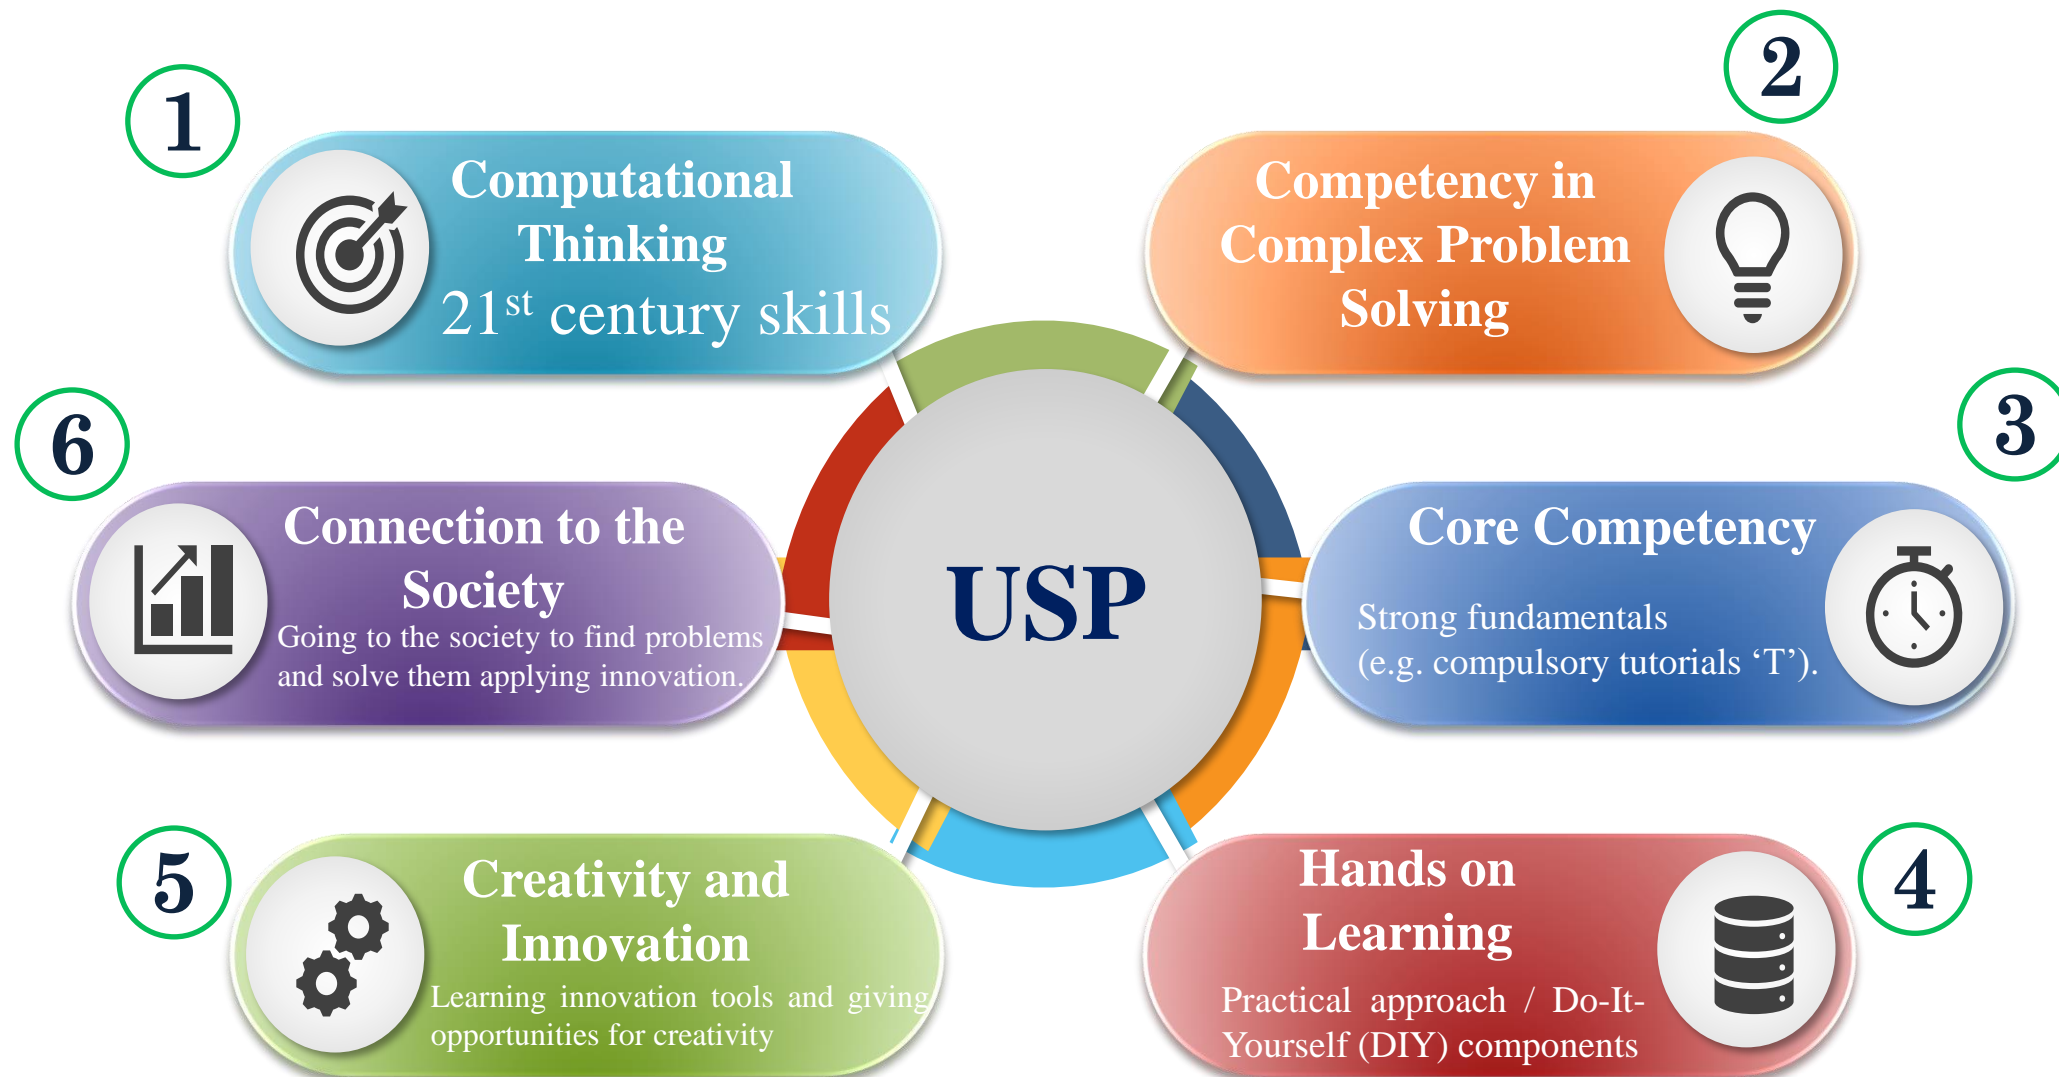 1
Computational
Thinking
21st century skills
2
Competency in
Complex Problem
Solving
3
Core Competency
Strong fundamentals
(e.g. compulsory tutorials ‘T’).
4
Hands on
Learning
Practical approach / Do-It-
Yourself (DIY) components
5
Creativity and
Innovation
Learning innovation tools and giving
opportunities for creativity
6
Connection to the
Society
Going to the society to find problems
and solve them applying innovation.
USP